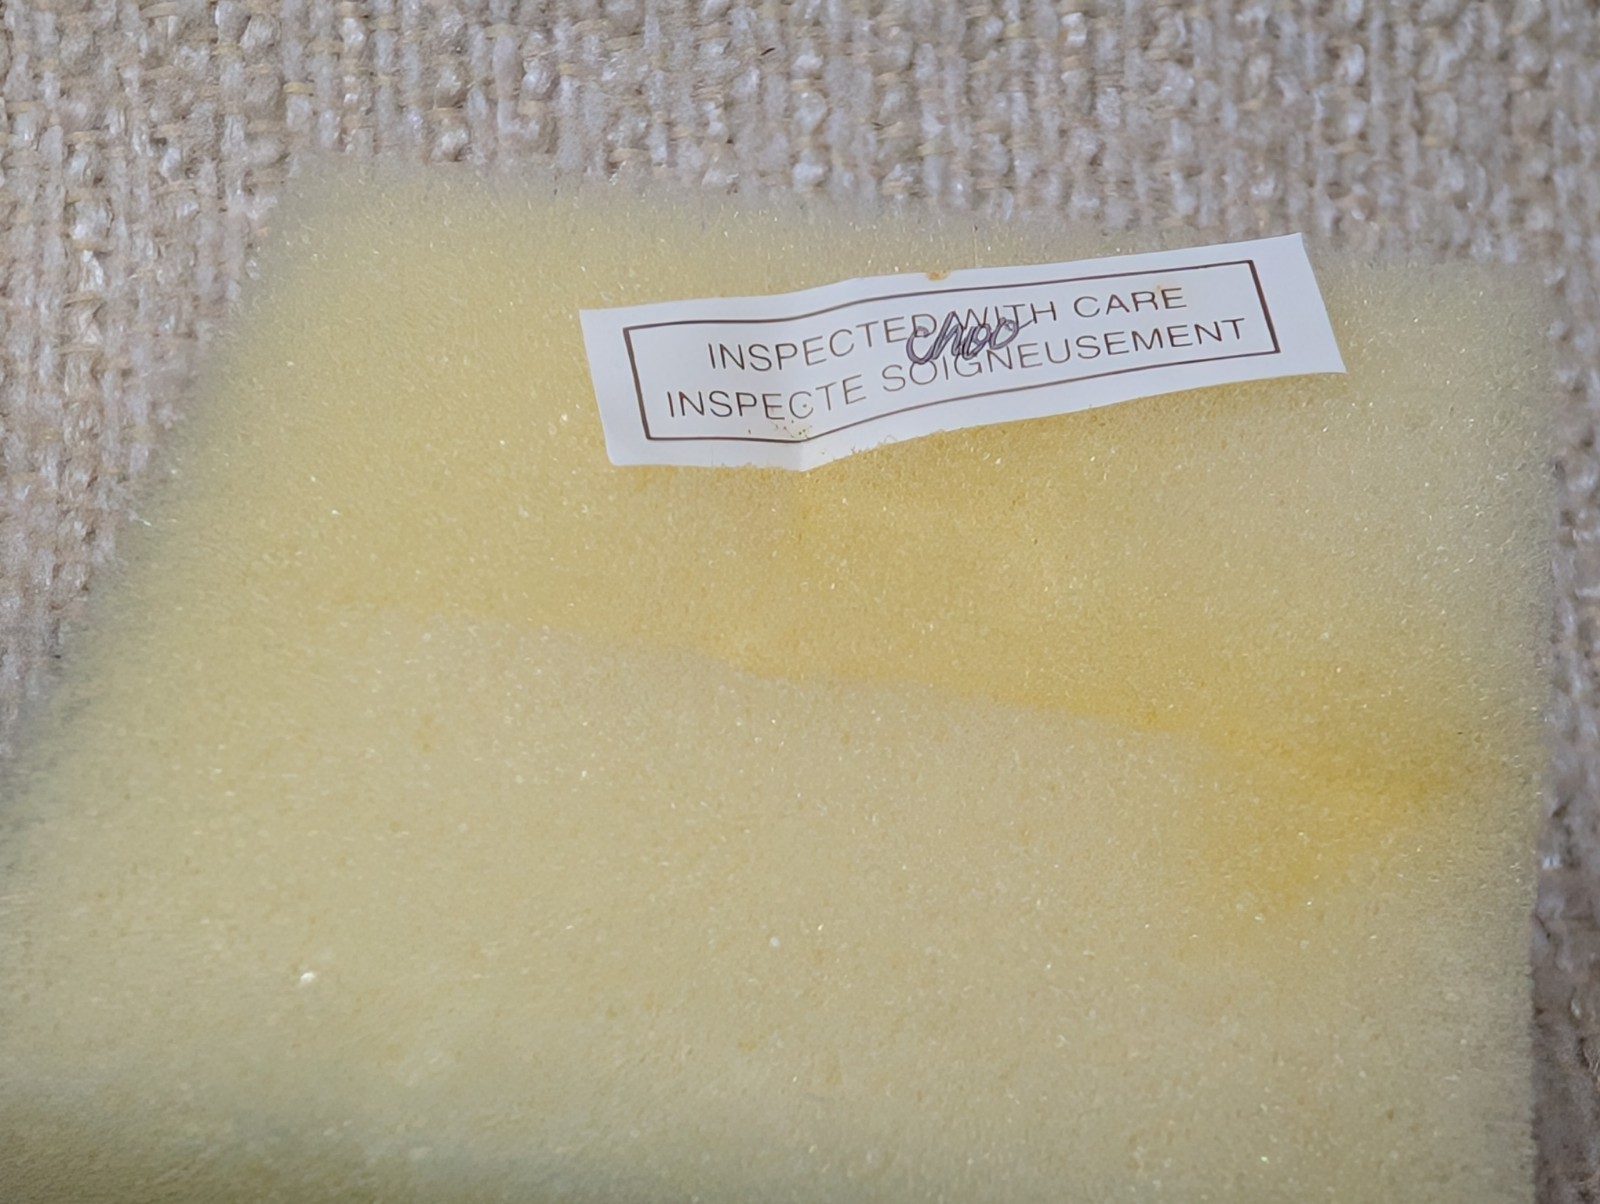 INSPECTED WITH CARE
choo
INSPECTE SOIGNEUSEMENT